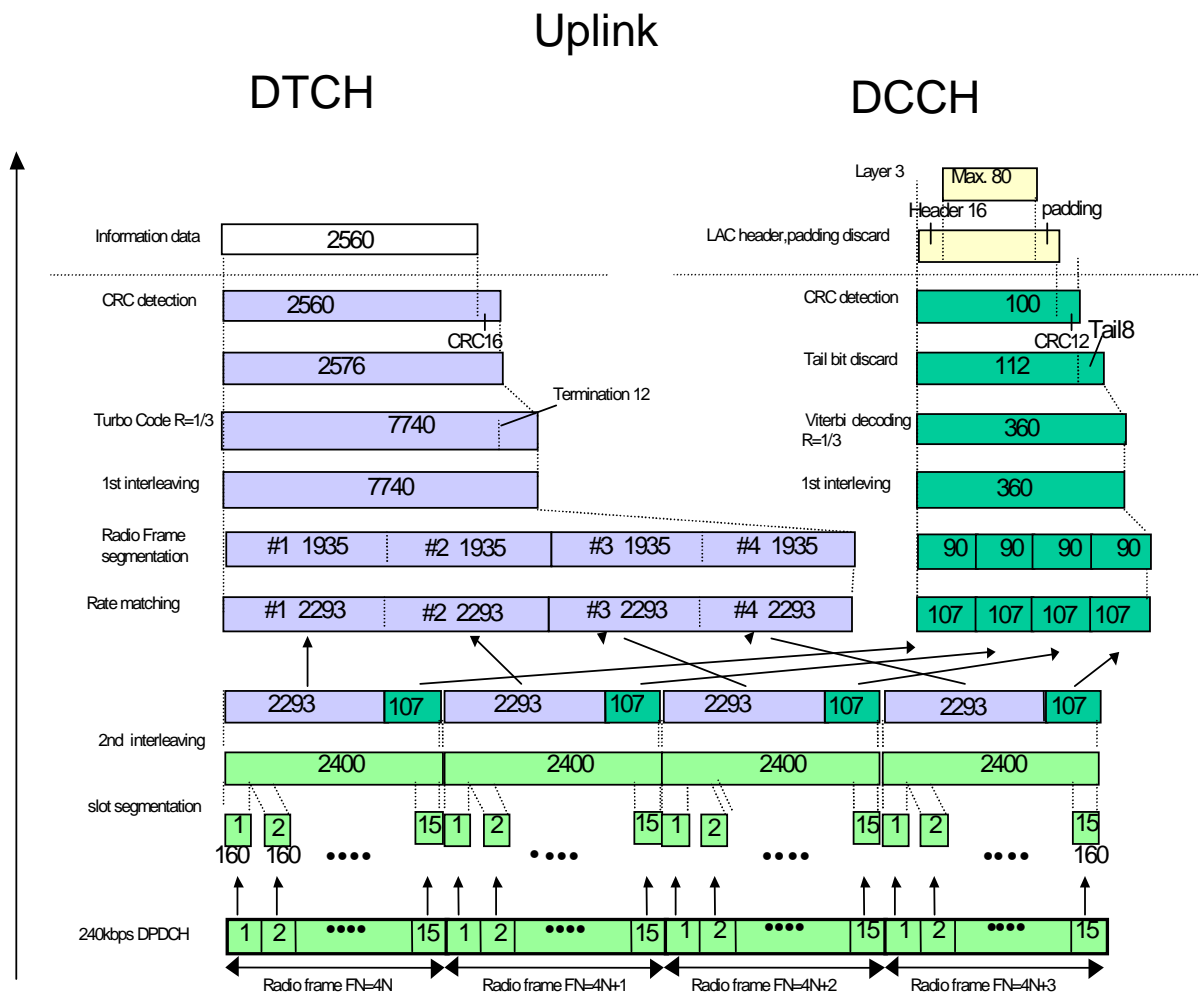 Uplink
DTCH DCCH
Layer 3 Max. 80
Header 16 padding
Information data 2560 LAC header,padding discard
CRC detection 2560 CRC detection 100
CRC16 CRC12 Tail8
2576 Tail bit discard 112
Termination 12
Turbo Code R=1/3 7740 Viterbi decoding R=1/3 360
1st interleaving 7740 1st interleving 360
Radio Frame segmentation #1 1935 #2 1935 #3 1935 #4 1935 90 90 90 90
Rate matching #1 2293 #2 2293 #3 2293 #4 2293 107 107 107 107
2293 107 2293 107 2293 107 2293 107
2nd interleaving
2400 2400 2400 2400
slot segmentation
1 2 •••• 15 1 2 •••• 15 1 2 •••• 15 1 2 •••• 15
160 160 160
240kbps DPDCH 1 2 •••• 15 1 2 •••• 15 1 2 •••• 15 1 2 •••• 15
Radio frame FN=4N Radio frame FN=4N+1 Radio frame FN=4N+2 Radio frame FN=4N+3